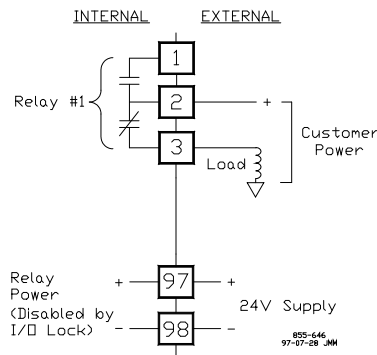 INTERNAL EXTERNAL
1
Relay #1
2
+
Customer
Power
3
Load
97
+ +
Relay
Power
(Disabled by
I/O Lock)
24V Supply
98
- -
855-646
97-07-28 JMM